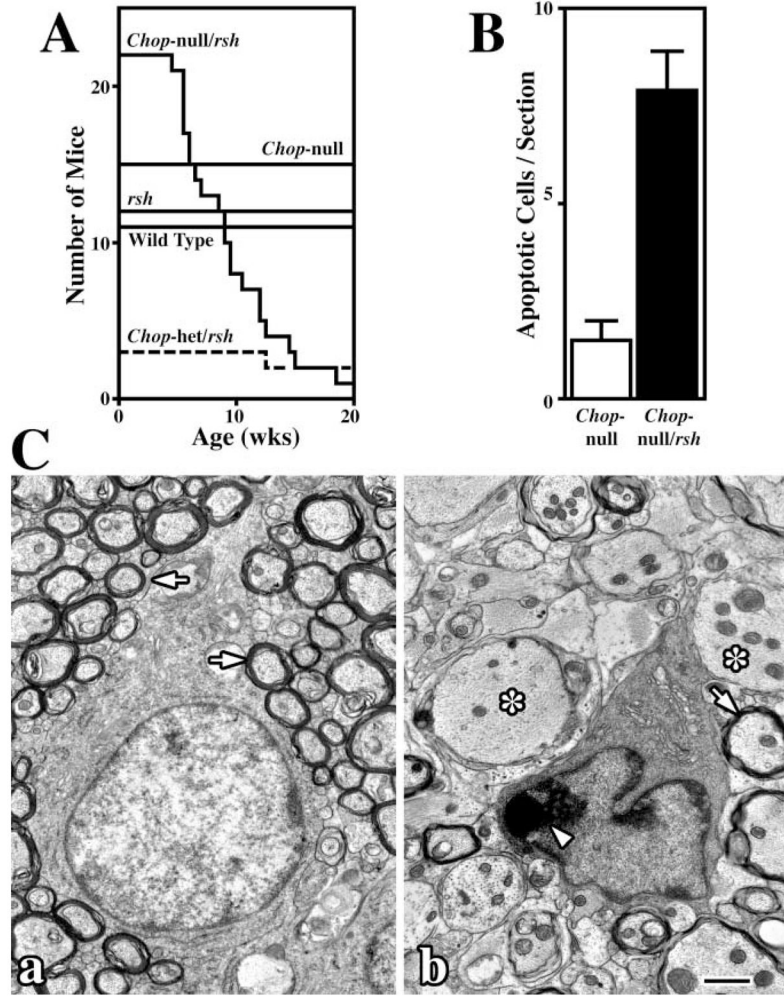 A
Chop-null/rsh
Chop-null
rsh
Wild Type
Chop-het/rsh
Number of Mice
20
10
0
0
10
20
Age (wks)
B
Apoptotic Cells / Section
10
5
0
Chop-
null
Chop-
null/rsh
C
a
b